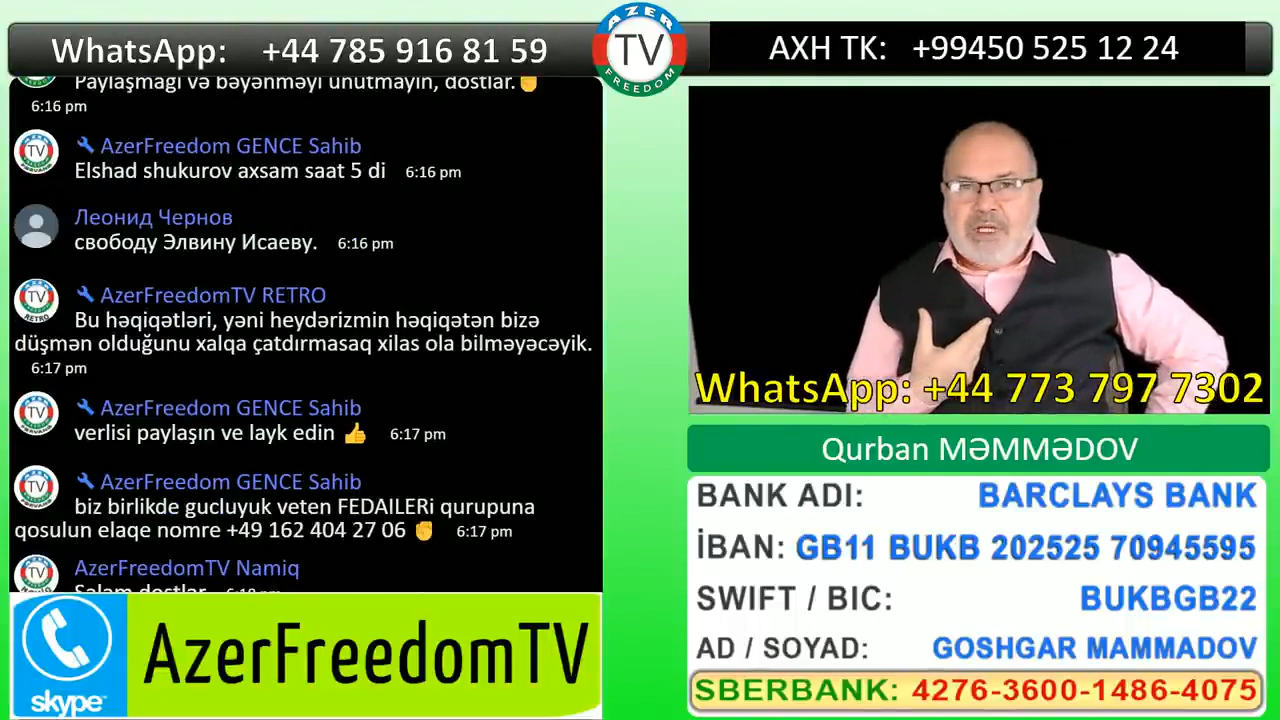 WhatsApp: +44 785 916 81 59
AZER
TV
FREEDOM
AXH TK: +99450 525 12 24
Paylaşmağı və bəyənməyi unutmayın, dostlar.
6:16 pm
AzerFreedom GENCE Sahib
Elshad shukurov axsam saat 5 di 6:16 pm
Леонид Чернов
свободу Элвину Исаеву. 6:16 pm
AzerFreedomTV RETRO
Bu həqiqətləri, yəni heydərizmin həqiqətən bizə
düşmən olduğunu xalqa çatdırmasaq xilas ola bilməyəcəyik.
6:17 pm
AzerFreedom GENCE Sahib
verlisi paylaşın ve layk edin 👍 6:17 pm
AzerFreedom GENCE Sahib
biz birlikde gucluyuk veten FEDAILERi qurupuna
qosulun elaqe nomre +49 162 404 27 06 ✊ 6:17 pm
AzerFreedomTV Namiq
Salam dostlar 6:18 pm
skype
AzerFreedomTV
WhatsApp: +44 773 797 7302
Qurban MƏMMƏDOV
BANK ADI: BARCLAYS BANK
İBAN: GB11 BUKB 202525 70945595
SWIFT / BIC: BUKBGB22
AD / SOYAD: GOSHGAR MAMMADOV
SBERBANK: 4276-3600-1486-4075